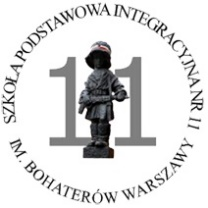 SZKOŁA PODSTAWOWA INTEGRACYJNA NR 11
11
IM. BOHATERÓW WARSZAWY